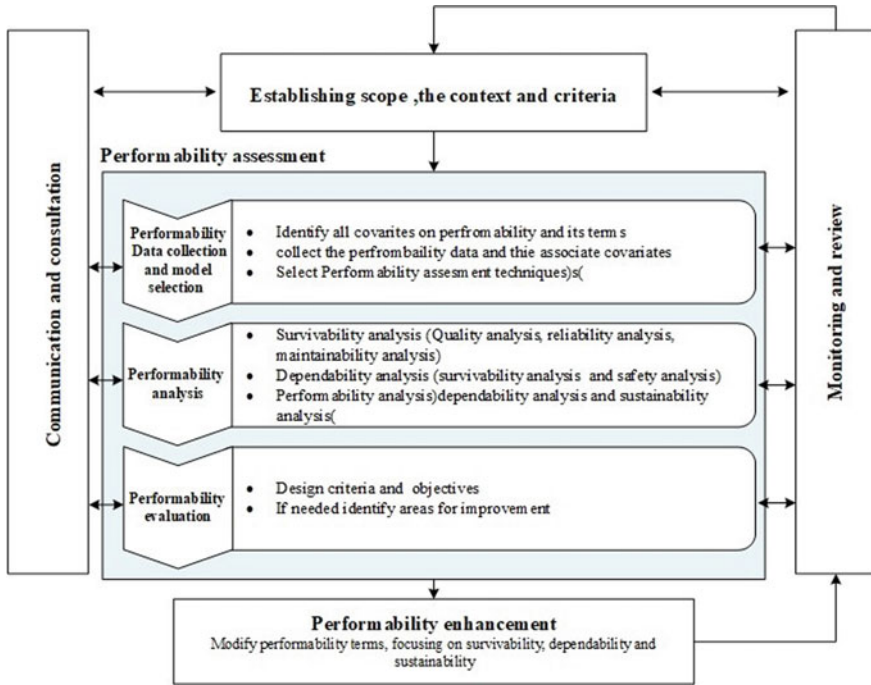 Establishing scope ,the context and criteria
Performability assessment
Communication and consultation
Monitoring and review
Performability
Data collection
and model
selection
• Identify all covarites on perfromability and its terms
• collect the perfrombaility data and thie associate covariates
• Select Performability assesment techniques)s(
Performability
analysis
• Survivability analysis (Quality analysis, reliability analysis,
maintainability analysis)
• Dependability analysis (survivability analysis and safety analysis)
• Performability analysis)dependability analysis and sustainability
analysis(
Performability
evaluation
• Design criteria and objectives
• If needed identify areas for improvement
Performability enhancement
Modify performability terms, focusing on survivability, dependability and
sustainability